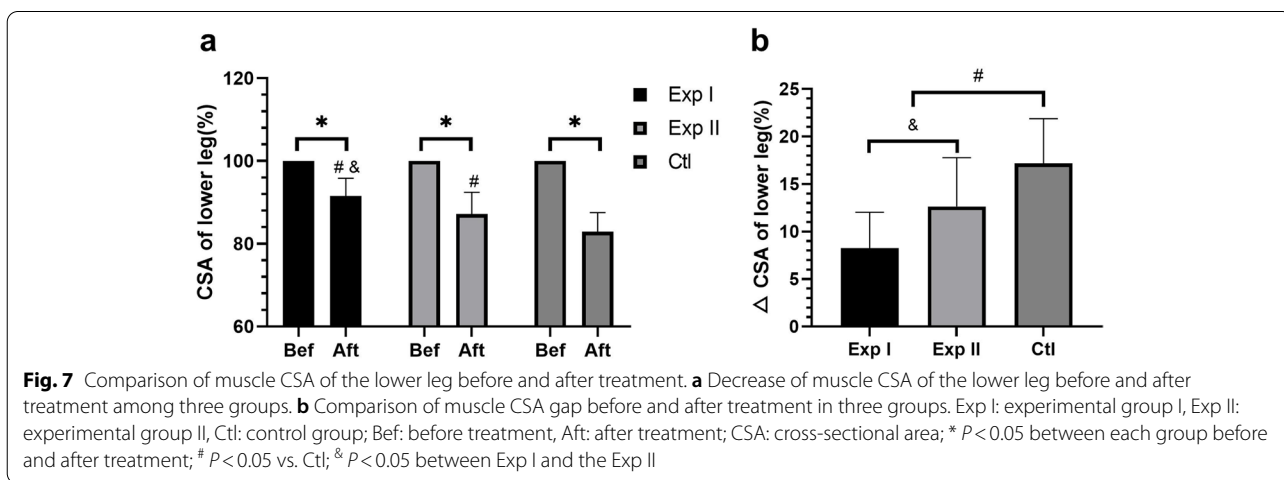 a
b
120
100
80
60
CSA of lower leg(%)
*
*
*
# &
#
Bef Aft Bef Aft Bef Aft
Exp I
Exp II
Ctl
25
20
15
10
5
0
△ CSA of lower leg(%)
#
&
Exp I Exp II Ctl
Fig. 7 Comparison of muscle CSA of the lower leg before and after treatment. a Decrease of muscle CSA of the lower leg before and after
treatment among three groups. b Comparison of muscle CSA gap before and after treatment in three groups. Exp I: experimental group I, Exp II:
experimental group II, Ctl: control group; Bef: before treatment, Aft: after treatment; CSA: cross-sectional area; * P < 0.05 between each group before
and after treatment; # P < 0.05 vs. Ctl; & P < 0.05 between Exp I and the Exp II